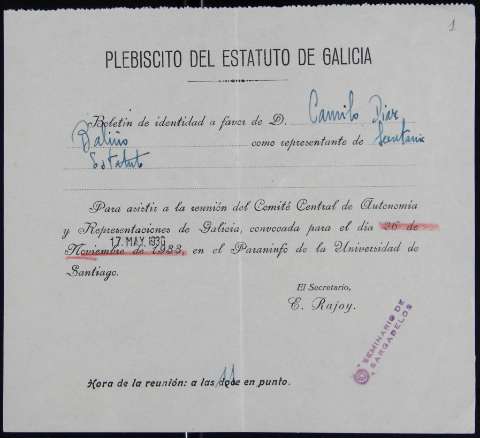 1
PLEBISCITO DEL ESTATUTO DE GALICIA
Boletín de identidad a favor de D. Camilo Díaz
Baliño como representante de Secretaría
Estatuto
Para asistir a la reunión del Comité Central de Autonomía
y Representaciones de Galicia, convocada para el día 26 de
17 MAY. 1936
Noviembre de 1933, en el Paraninfo de la Universidad de
Santiago.
El Secretario,
E. Rajoy.
SEMINARIO DE
SARGADELOS
Hora de la reunión: a las doce en punto.
11